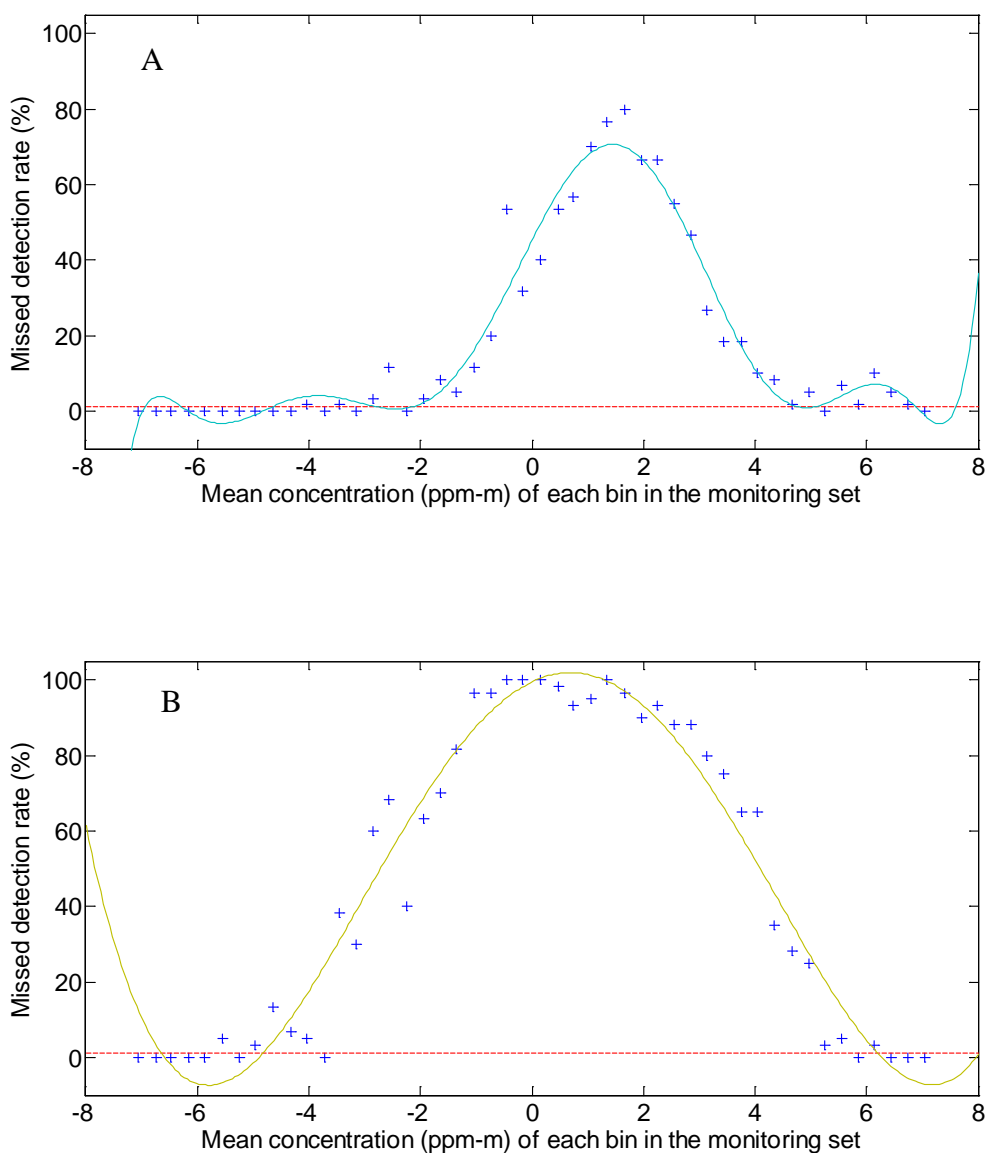 A
Missed detection rate (%)
100
80
60
40
20
0
-8 -6 -4 -2 0 2 4 6 8
Mean concentration (ppm-m) of each bin in the monitoring set
B
Missed detection rate (%)
100
80
60
40
20
0
-8 -6 -4 -2 0 2 4 6 8
Mean concentration (ppm-m) of each bin in the monitoring set